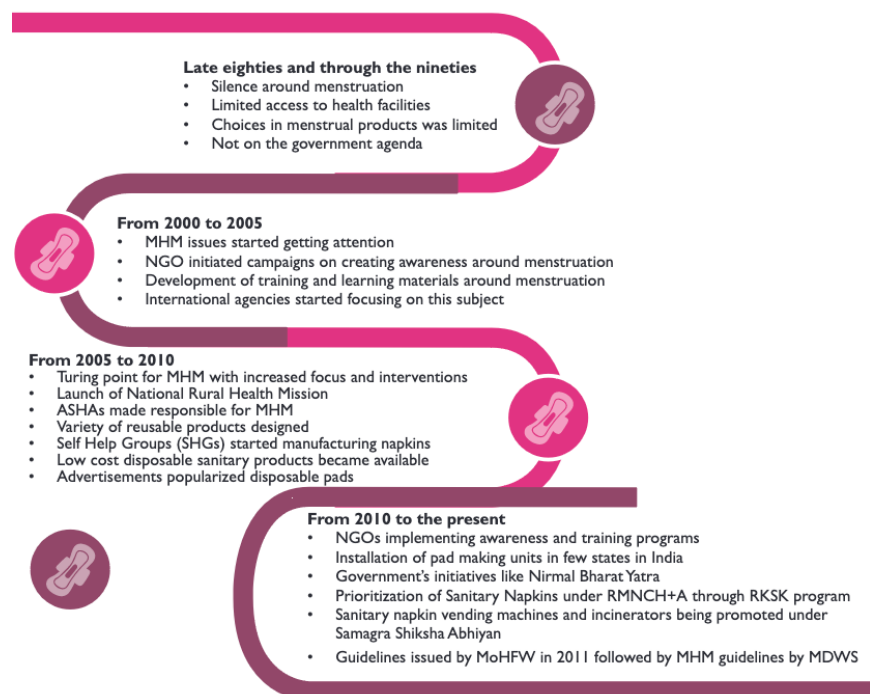 Late eighties and through the nineties
• Silence around menstruation
• Limited access to health facilities
• Choices in menstrual products was limited
• Not on the government agenda
From 2000 to 2005
• MHM issues started getting attention
• NGO initiated campaigns on creating awareness around menstruation
• Development of training and learning materials around menstruation
• International agencies started focusing on this subject
From 2005 to 2010
• Turing point for MHM with increased focus and interventions
• Launch of National Rural Health Mission
• ASHAs made responsible for MHM
• Variety of reusable products designed
• Self Help Groups (SHGs) started manufacturing napkins
• Low cost disposable sanitary products became available
• Advertisements popularized disposable pads
From 2010 to the present
• NGOs implementing awareness and training programs
• Installation of pad making units in few states in India
• Government's initiatives like Nirmal Bharat Yatra
• Prioritization of Sanitary Napkins under RMNCH+A through RKSK program
• Sanitary napkin vending machines and incinerators being promoted under
Samagra Shiksha Abhiyan
• Guidelines issued by MoHFW in 2011 followed by MHM guidelines by MDWS